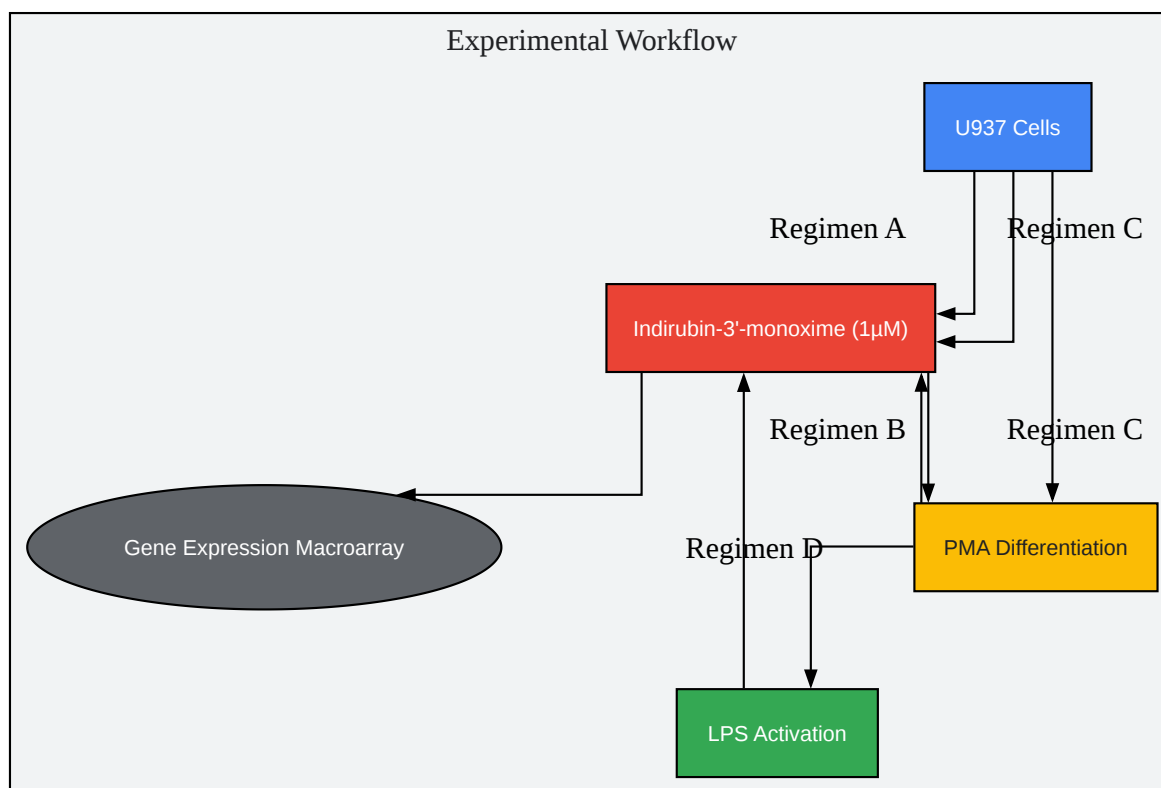 Experimental Workflow
U937 Cells
Regimen A
Regimen C
Indirubin-3'-monoxime (1µM)
Regimen B
Regimen C
Gene Expression Macroarray
Regimen D
PMA Differentiation
LPS Activation